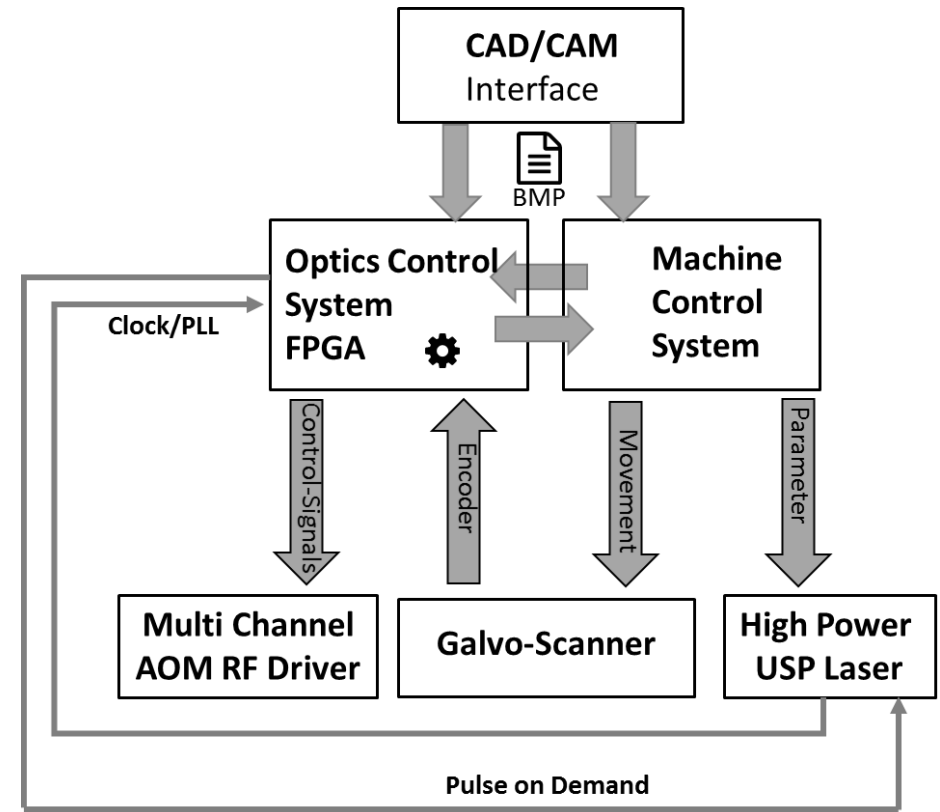 CAD/CAM
Interface
BMP
Optics Control
System
FPGA
Machine
Control
System
Clock/PLL
Control-Signals
Encoder
Movement
Parameter
Multi Channel
AOM RF Driver
Galvo-Scanner
High Power
USP Laser
Pulse on Demand